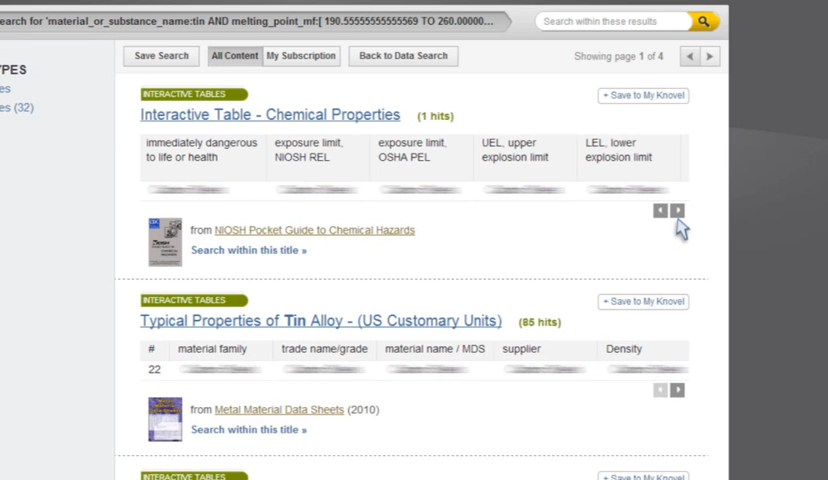 earch for 'material_or_substance_name:tin AND melting_point_mf:[ 190.55555555555569 TO 260.00000...
Search within these results
YPES
es
es (32)
Save Search
All Content
My Subscription
Back to Data Search
Showing page 1 of 4
INTERACTIVE TABLES
+ Save to My Knovel
Interactive Table - Chemical Properties (1 hits)
immediately dangerous to life or health
exposure limit, NIOSH REL
exposure limit, OSHA PEL
UEL, upper explosion limit
LEL, lower explosion limit
from NIOSH Pocket Guide to Chemical Hazards
Search within this title »
INTERACTIVE TABLES
+ Save to My Knovel
Typical Properties of Tin Alloy - (US Customary Units) (85 hits)
# material family trade name/grade material name / MDS supplier Density
22
from Metal Material Data Sheets (2010)
Search within this title »
INTERACTIVE TABLES
+ Save to My Knovel